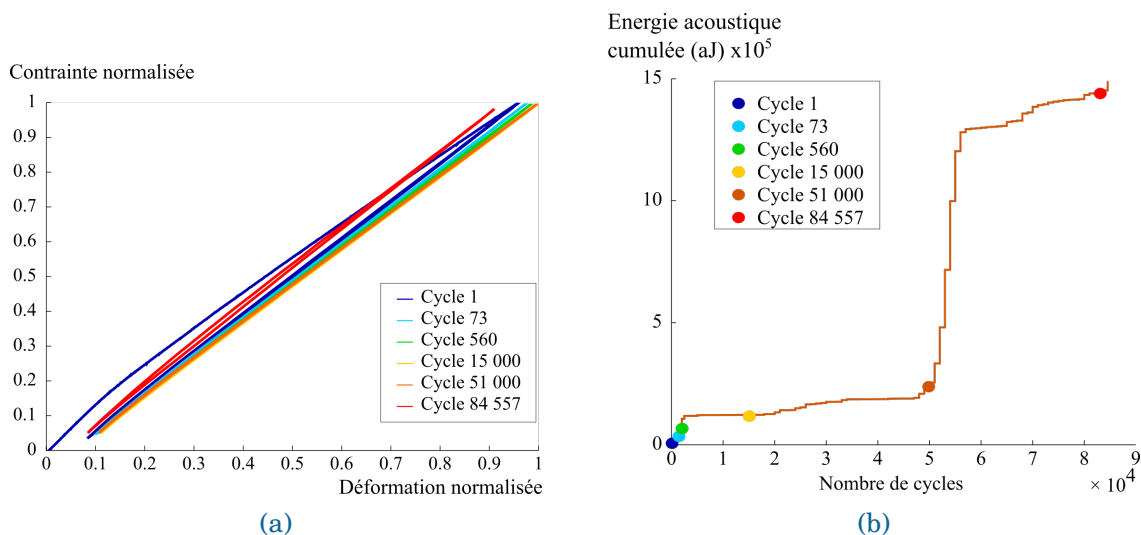 Contrainte normalisée
1
0.9
0.8
0.7
0.6
0.5
0.4
0.3
0.2
0.1
0
Cycle 1
Cycle 73
Cycle 560
Cycle 15 000
Cycle 51 000
Cycle 84 557
0 0.1 0.2 0.3 0.4 0.5 0.6 0.7 0.8 0.9 1
Déformation normalisée
(a)
Energie acoustique
cumulée (aJ) x10⁵
15
10
5
0
Cycle 1
Cycle 73
Cycle 560
Cycle 15 000
Cycle 51 000
Cycle 84 557
0 1 2 3 4 5 6 7 8 9
Nombre de cycles
× 10⁴
(b)